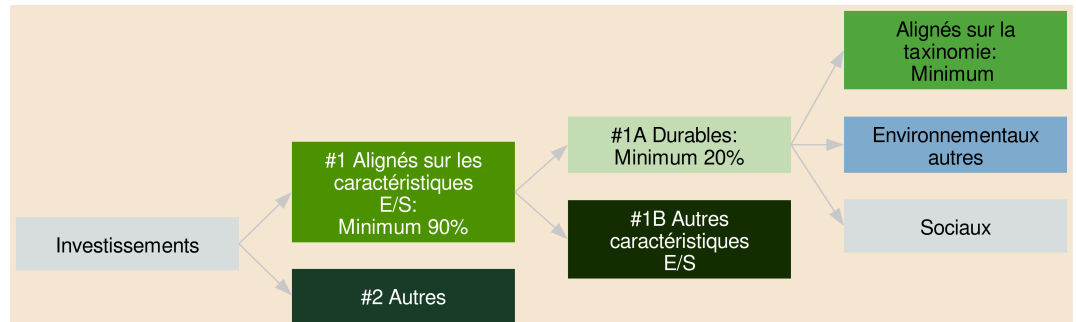 Investissements
#1 Alignés sur les
caractéristiques
E/S:
Minimum 90%
#2 Autres
#1A Durables:
Minimum 20%
#1B Autres
caractéristiques
E/S
Alignés sur la
taxinomie:
Minimum
Environnementaux
autres
Sociaux